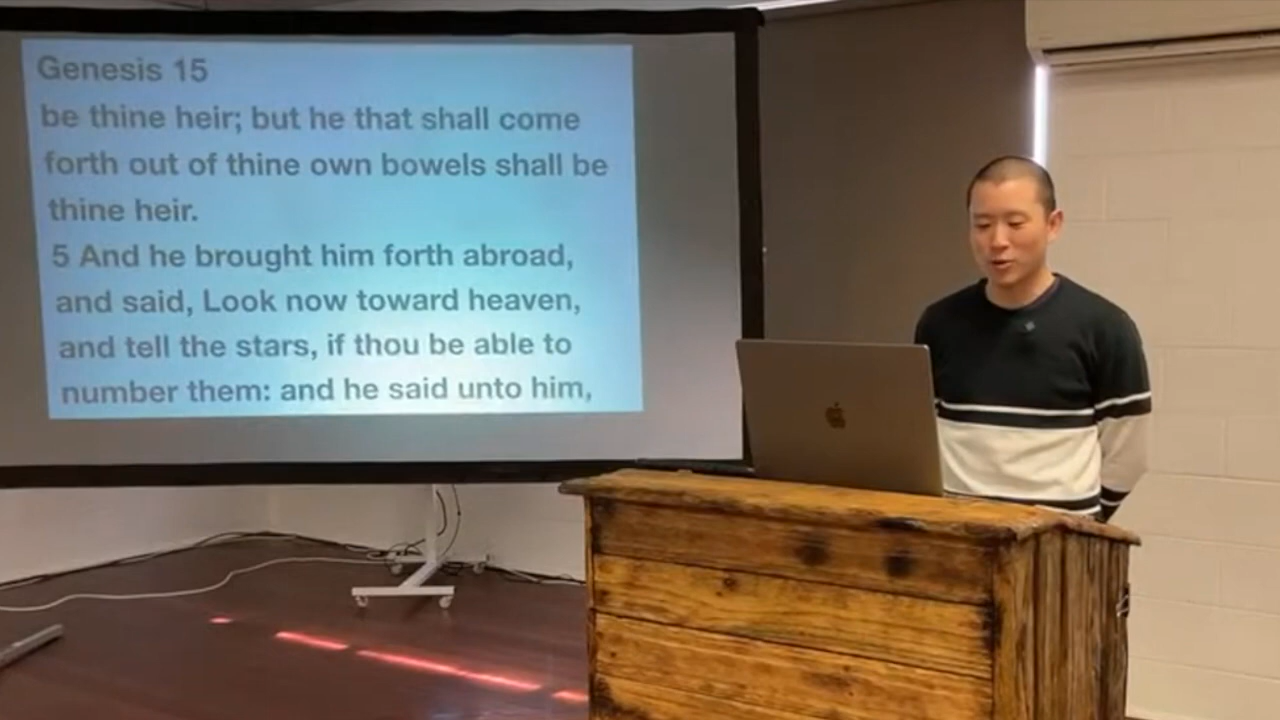 Genesis 15
be thine heir; but he that shall come
forth out of thine own bowels shall be
thine heir.
5 And he brought him forth abroad,
and said, Look now toward heaven,
and tell the stars, if thou be able to
number them: and he said unto him,